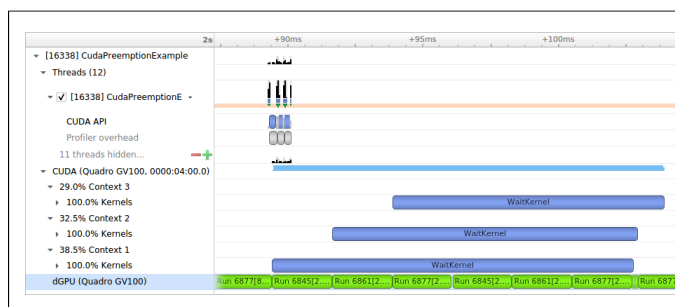 2s +90ms +95ms +100ms
[16338] CudaPreemptionExample
Threads (12)
[16338] CudaPreemptionE
CUDA API
Profiler overhead
11 threads hidden...
CUDA (Quadro GV100, 0000:04:00.0)
29.0% Context 3
100.0% Kernels WaitKernel
32.5% Context 2
100.0% Kernels WaitKernel
38.5% Context 1
100.0% Kernels WaitKernel
dGPU (Quadro GV100) Run 6877[8... Run 6845[2... Run 6861[2... Run 6877[2... Run 6845[2... Run 6861[2... Run 6877[2... Run 6877